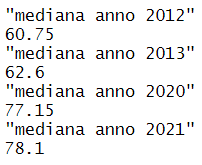 "mediana anno 2012"
60.75
"mediana anno 2013"
62.6
"mediana anno 2020"
77.15
"mediana anno 2021"
78.1